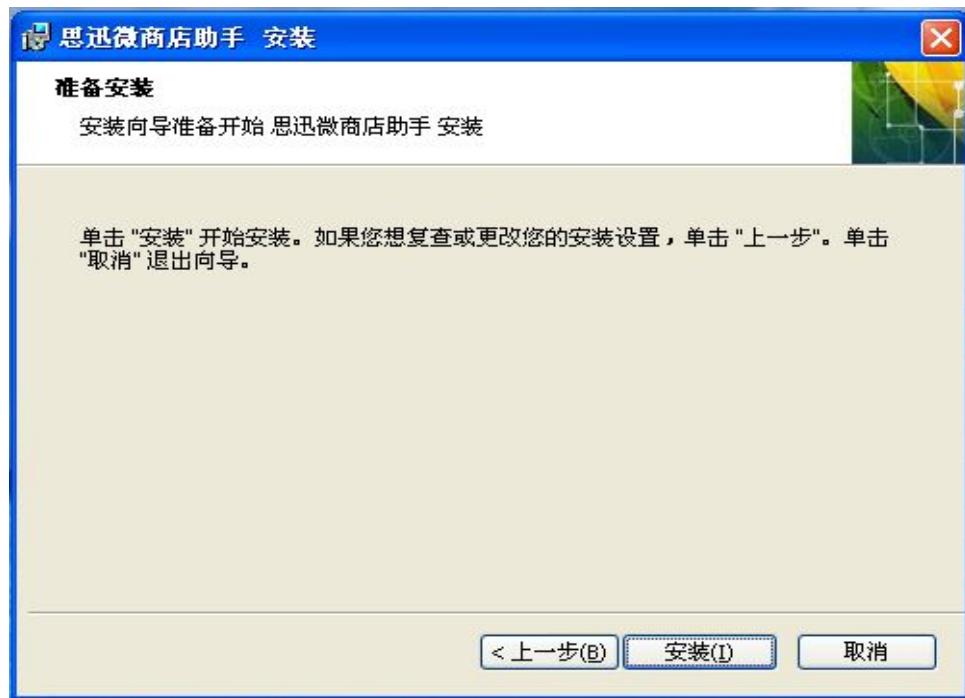 思迅微商店助手 安装
准备安装
安装向导准备开始 思迅微商店助手 安装
单击 "安装" 开始安装。如果您想复查或更改您的安装设置，单击 "上一步"。单击
"取消" 退出向导。
< 上一步(B) 安装(I) 取消